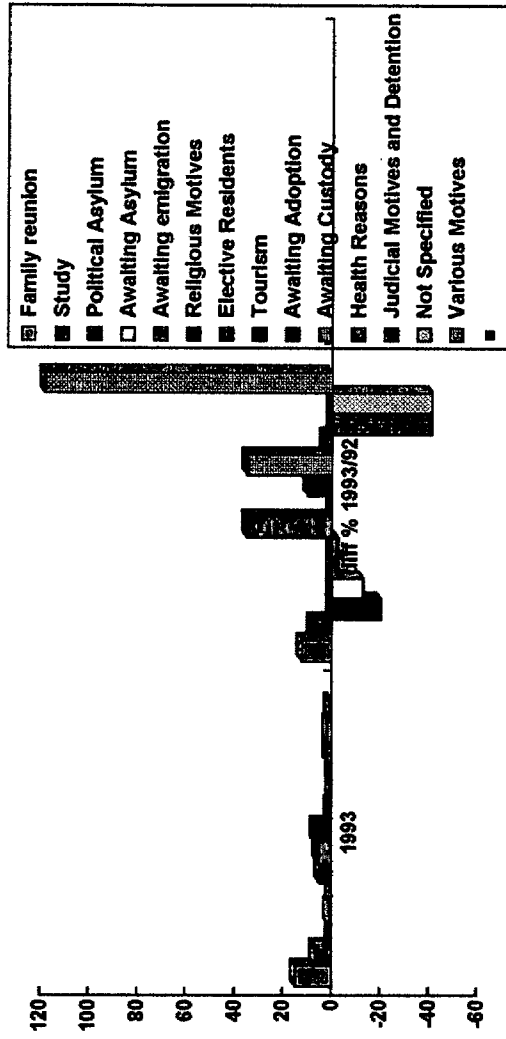 120
100
80
60
40
20
0
-20
-40
-60
1993
diff % 1993/92
Family reunion
Study
Political Asylum
Awaiting Asylum
Awaiting emigration
Religious Motives
Elective Residents
Tourism
Awaiting Adoption
Awaiting Custody
Health Reasons
Judicial Motives and Detention
Not Specified
Various Motives